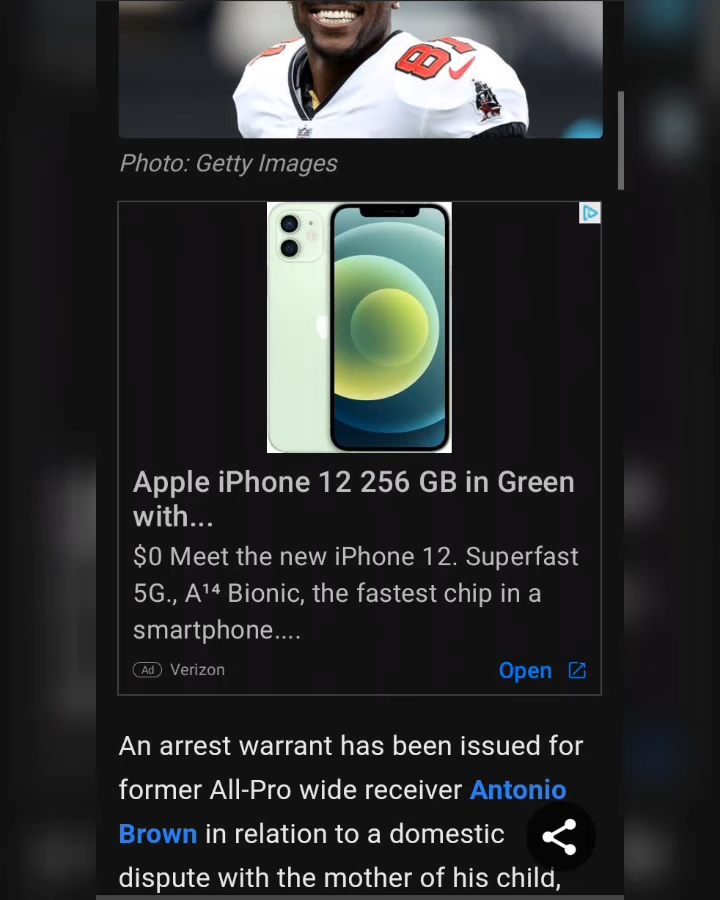 81
Photo: Getty Images
Apple iPhone 12 256 GB in Green
with...
$0 Meet the new iPhone 12. Superfast
5G., A¹⁴ Bionic, the fastest chip in a
smartphone....
Ad Verizon
Open
An arrest warrant has been issued for
former All-Pro wide receiver Antonio
Brown in relation to a domestic
dispute with the mother of his child,